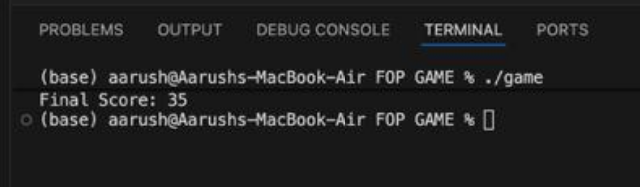 PROBLEMS OUTPUT DEBUG CONSOLE TERMINAL PORTS
(base) aarush@Aarushs-MacBook-Air FOP GAME % ./game
Final Score: 35
(base) aarush@Aarushs-MacBook-Air FOP GAME %